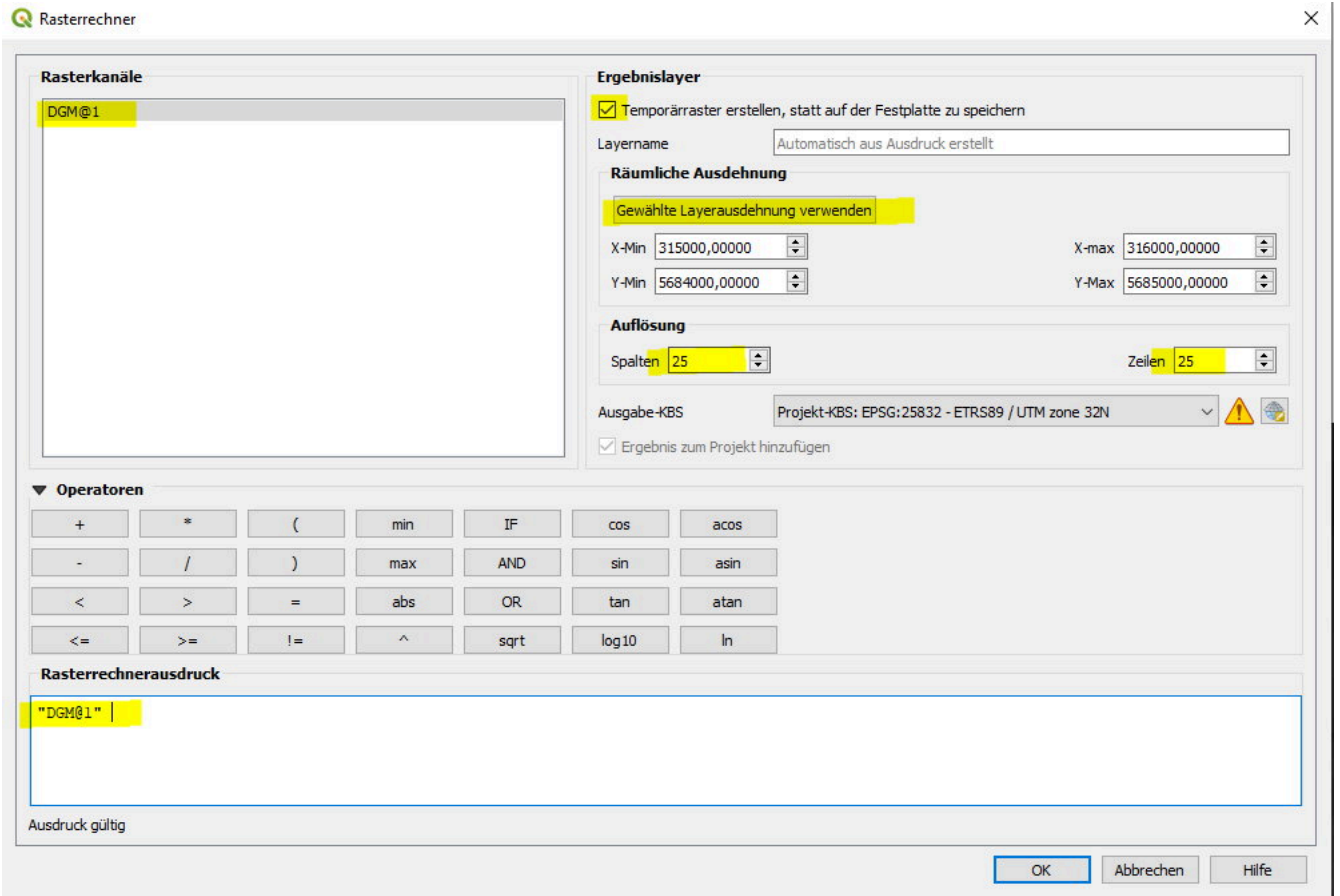 Rasterrechner
Rasterkanäle
DGM@1
Ergebnislayer
Temporärraster erstellen, statt auf der Festplatte zu speichern
Layername Automatisch aus Ausdruck erstellt
Räumliche Ausdehnung
Gewählte Layerausdehnung verwenden
X-Min 315000,00000 X-max 316000,00000
Y-Min 5684000,00000 Y-Max 5685000,00000
Auflösung
Spalten 25 Zeilen 25
Ausgabe-KBS Projekt-KBS: EPSG:25832 - ETRS89 / UTM zone 32N
Ergebnis zum Projekt hinzufügen
Operatoren
+ * ( min IF cos acos
- / ) max AND sin asin
< > = abs OR tan atan
<= >= != ^ sqrt log10 ln
Rasterrechnerausdruck
"DGM@1"
Ausdruck gültig
OK Abbrechen Hilfe